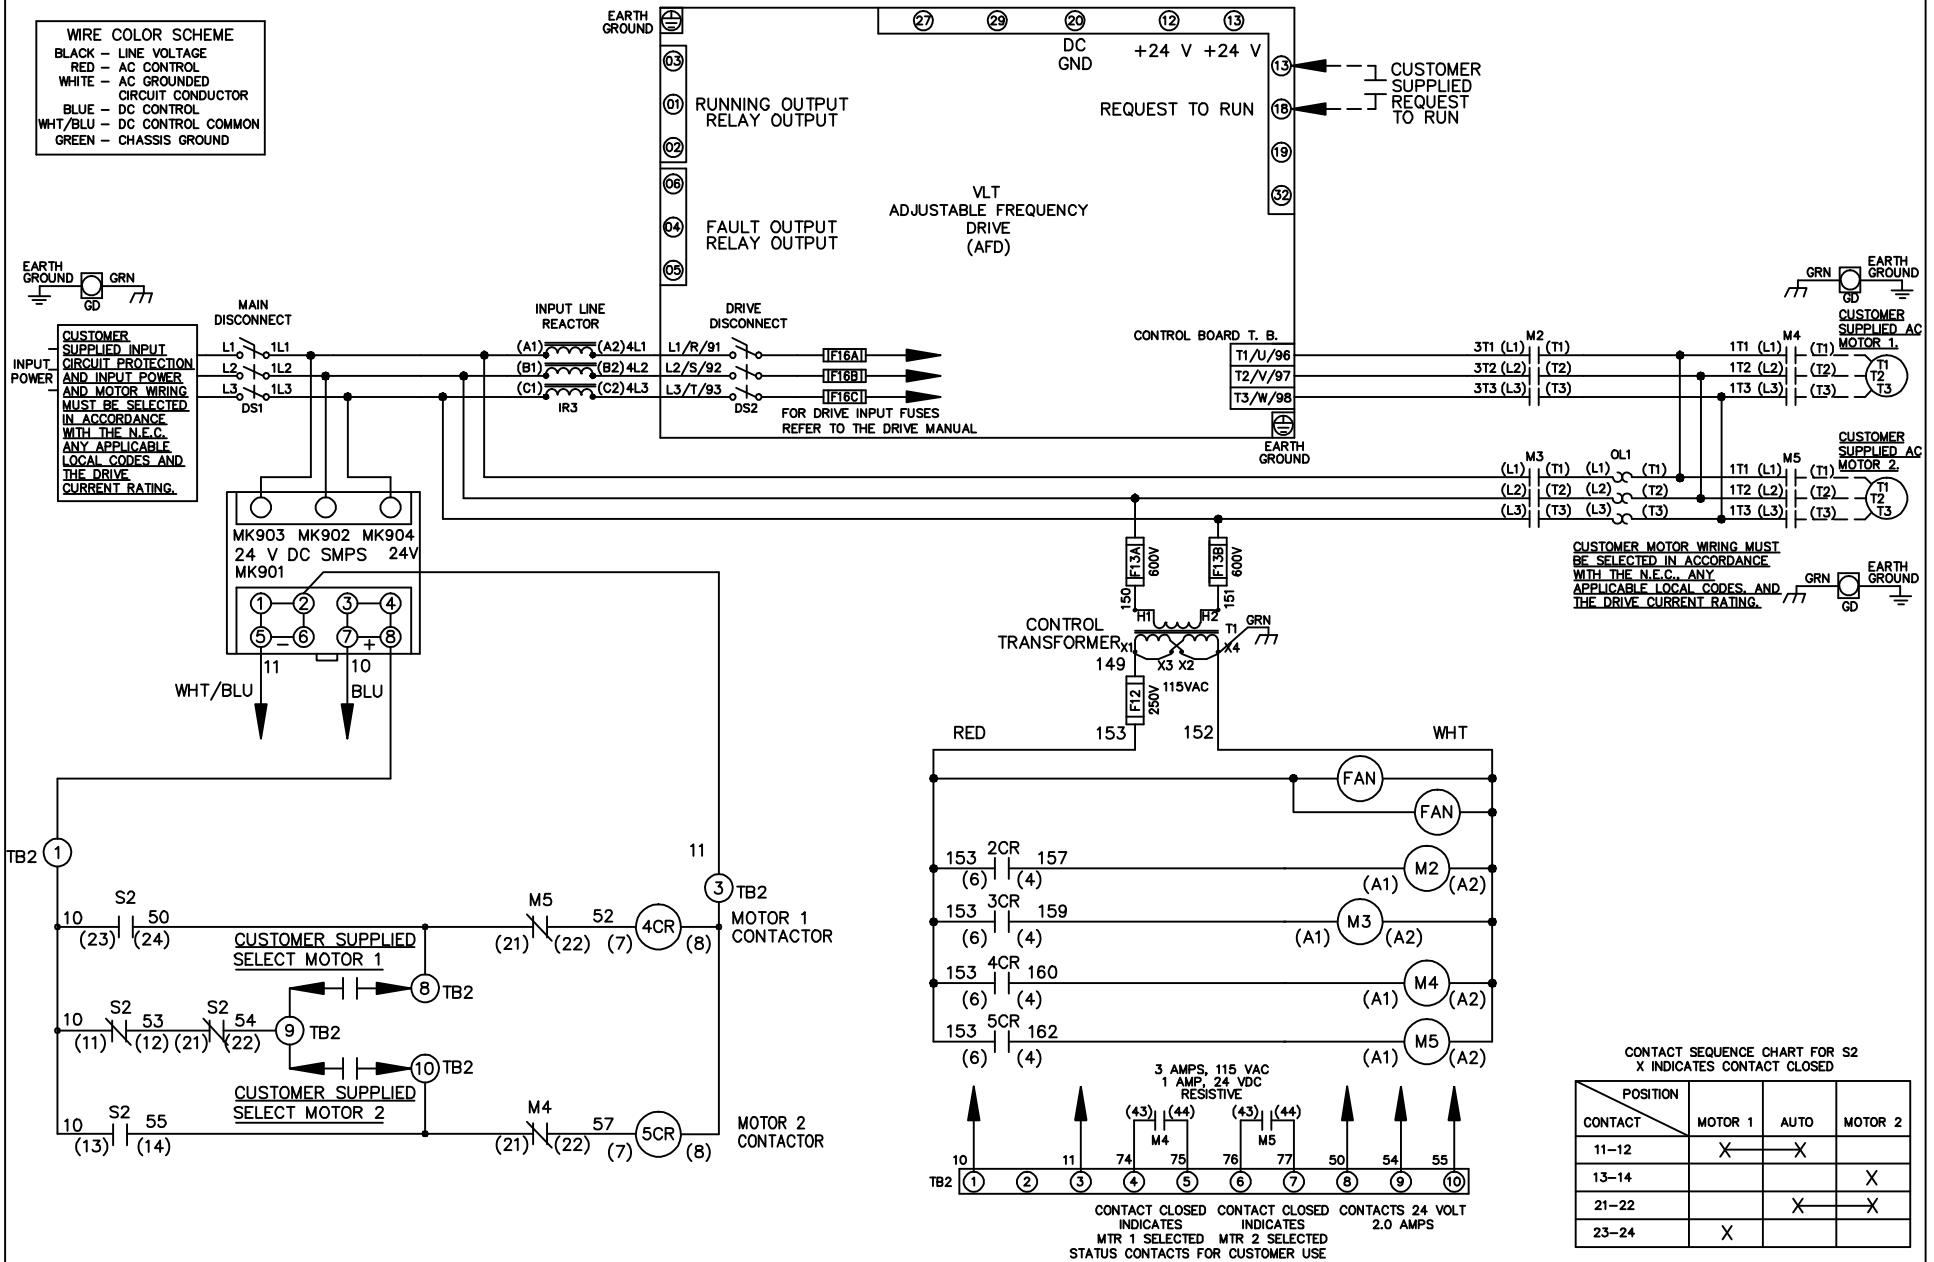 WIRE COLOR SCHEME
BLACK – LINE VOLTAGE
RED – AC CONTROL
WHITE – AC GROUNDED
CIRCUIT CONDUCTOR
BLUE – DC CONTROL
WHT/BLU – DC CONTROL COMMON
GREEN – CHASSIS GROUND
EARTH
GROUND
03
01
02
RUNNING OUTPUT
RELAY OUTPUT
06
04
05
FAULT OUTPUT
RELAY OUTPUT
27 29 20 12 13
DC
GND
+24 V +24 V
13
REQUEST TO RUN 18
19
32
CUSTOMER
SUPPLIED
REQUEST
TO RUN
VLT
ADJUSTABLE FREQUENCY
DRIVE
(AFD)
EARTH
GROUND
GRN
GD
CUSTOMER
SUPPLIED INPUT
CIRCUIT PROTECTION
AND INPUT POWER
AND MOTOR WIRING
MUST BE SELECTED
IN ACCORDANCE
WITH THE N.E.C.
ANY APPLICABLE
LOCAL CODES AND
THE DRIVE
CURRENT RATING.
INPUT
POWER
MAIN
DISCONNECT
L1 1L1
L2 1L2
L3 1L3
DS1
INPUT LINE
REACTOR
(A1) (A2) 4L1
(B1) (B2) 4L2
(C1) (C2) 4L3
IR3
DRIVE
DISCONNECT
L1/R/91 F16A
L2/S/92 F16B
L3/T/93 F16C
DS2
FOR DRIVE INPUT FUSES
REFER TO THE DRIVE MANUAL
CONTROL BOARD T. B.
T1/U/96
T2/V/97
T3/W/98
EARTH
GROUND
M2
3T1 (L1) (T1)
3T2 (L2) (T2)
3T3 (L3) (T3)
M4
1T1 (L1) (T1)
1T2 (L2) (T2)
1T3 (L3) (T3)
T1
T2
T3
GRN
GD
EARTH
GROUND
CUSTOMER
SUPPLIED AC
MOTOR 1.
M3
(L1) (T1)
(L2) (T2)
(L3) (T3)
OL1
(L1) (T1)
(L2) (T2)
(L3) (T3)
M5
1T1 (L1) (T1)
1T2 (L2) (T2)
1T3 (L3) (T3)
T1
T2
T3
CUSTOMER
SUPPLIED AC
MOTOR 2.
CUSTOMER MOTOR WIRING MUST
BE SELECTED IN ACCORDANCE
WITH THE N.E.C., ANY
APPLICABLE LOCAL CODES, AND
THE DRIVE CURRENT RATING.
GRN
GD
EARTH
GROUND
MK903 MK902 MK904
24 V DC SMPS 24V
MK901
1 2 3 4
5 – 6 7 + 8
11 10
WHT/BLU BLU
F13A 600V
F13B 600V
150 151
H1 H2
CONTROL
TRANSFORMER
T1
GRN
X1 X3 X2 X4
149
115VAC
F12 250V
153 152
RED WHT
FAN
FAN
153 2CR 157 M2
(6) (4) (A1) (A2)
153 3CR 159 M3
(6) (4) (A1) (A2)
153 4CR 160 M4
(6) (4) (A1) (A2)
153 5CR 162 M5
(6) (4) (A1) (A2)
TB2 1
11
3 TB2
10 S2 50 M5 52 4CR
(23) (24) (21) (22) (7) (8)
MOTOR 1
CONTACTOR
CUSTOMER SUPPLIED
SELECT MOTOR 1
8 TB2
10 S2 53 S2 54 9 TB2
(11) (12) (21) (22)
10 TB2
CUSTOMER SUPPLIED
SELECT MOTOR 2
10 S2 55 M4 57 5CR
(13) (14) (21) (22) (7) (8)
MOTOR 2
CONTACTOR
3 AMPS, 115 VAC
1 AMP, 24 VDC
RESISTIVE
(43) (44) (43) (44)
M4 M5
10 11 74 75 76 77 50 54 55
TB2 1 2 3 4 5 6 7 8 9 10
CONTACT CLOSED
INDICATES
MTR 1 SELECTED
CONTACT CLOSED
INDICATES
MTR 2 SELECTED
STATUS CONTACTS FOR CUSTOMER USE
CONTACTS 24 VOLT
2.0 AMPS
CONTACT SEQUENCE CHART FOR S2
X INDICATES CONTACT CLOSED
POSITION
CONTACT MOTOR 1 AUTO MOTOR 2
11–12 X X
13–14 X
21–22 X X
23–24 X